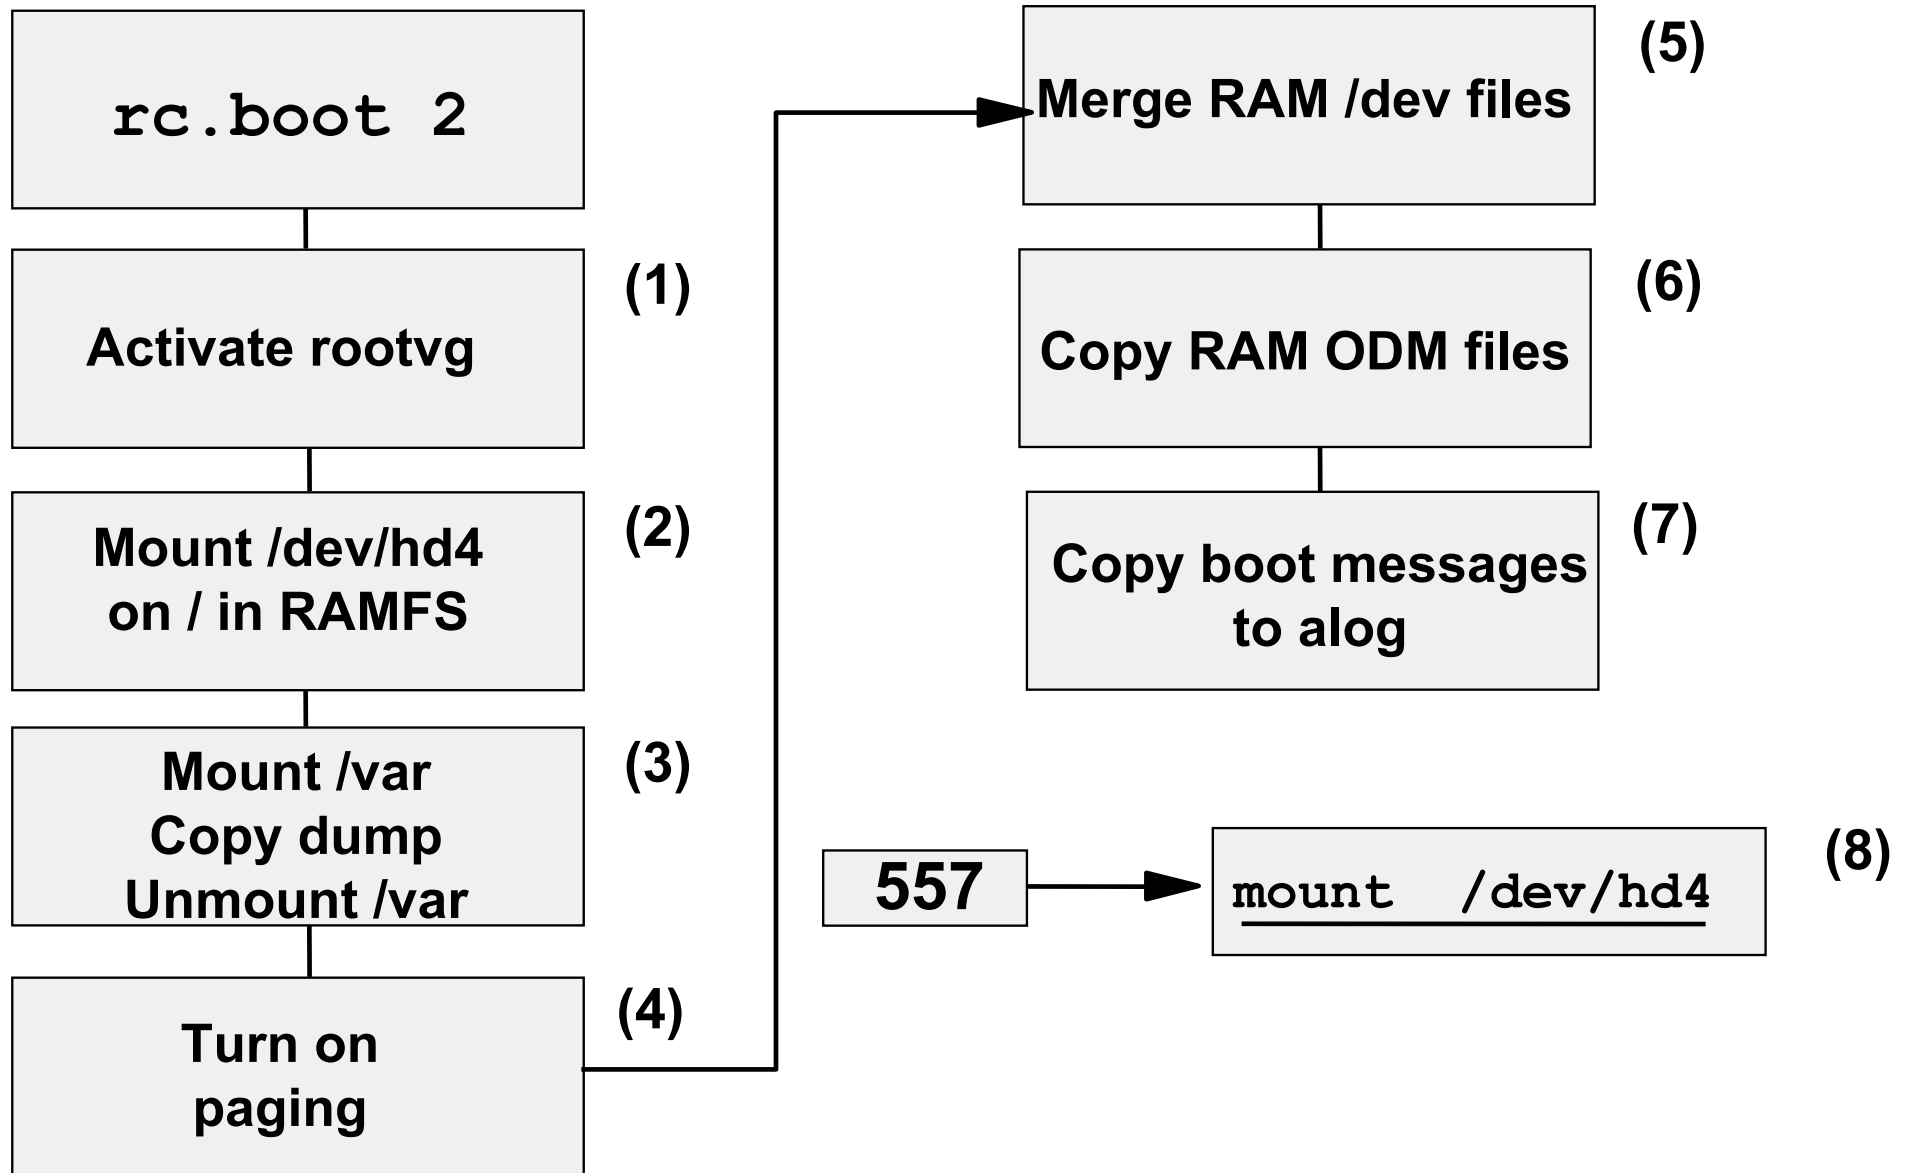 rc.boot 2
(1)
Activate rootvg
(2)
Mount /dev/hd4
on / in RAMFS
(3)
Mount /var
Copy dump
Unmount /var
(4)
Turn on
paging
(5)
Merge RAM /dev files
(6)
Copy RAM ODM files
(7)
Copy boot messages
to alog
557
(8)
mount /dev/hd4